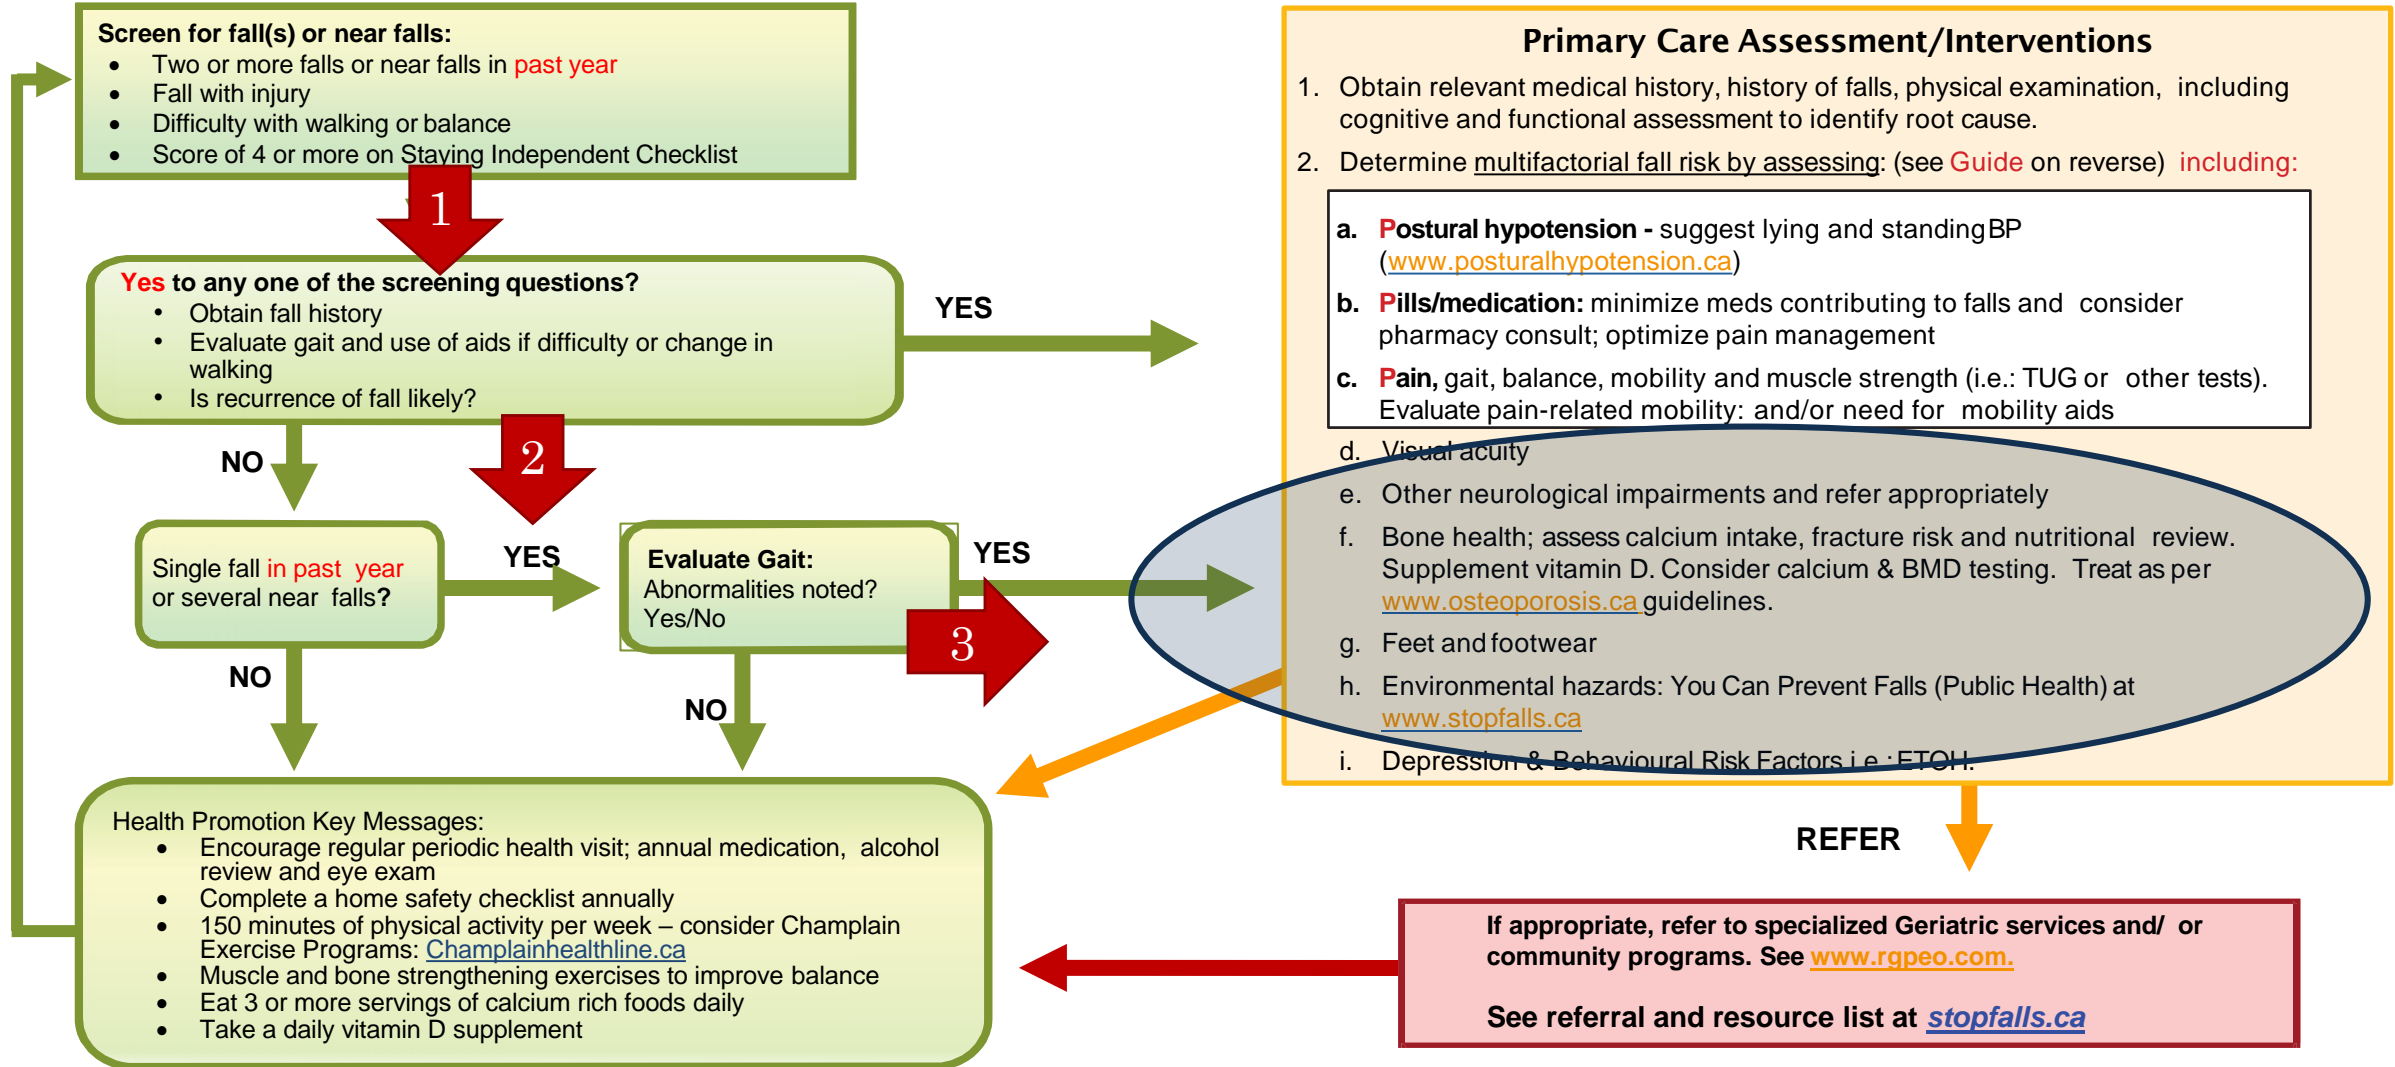 Screen for fall(s) or near falls:
• Two or more falls or near falls in past year
• Fall with injury
• Difficulty with walking or balance
• Score of 4 or more on Staying Independent Checklist
1
Yes to any one of the screening questions?
• Obtain fall history
• Evaluate gait and use of aids if difficulty or change in
walking
• Is recurrence of fall likely?
YES
NO
2
Single fall in past year
or several near falls?
YES
Evaluate Gait:
Abnormalities noted?
Yes/No
YES
3
NO
NO
Health Promotion Key Messages:
• Encourage regular periodic health visit; annual medication, alcohol
review and eye exam
• Complete a home safety checklist annually
• 150 minutes of physical activity per week – consider Champlain
Exercise Programs: Champlainhealthline.ca
• Muscle and bone strengthening exercises to improve balance
• Eat 3 or more servings of calcium rich foods daily
• Take a daily vitamin D supplement
Primary Care Assessment/Interventions
1. Obtain relevant medical history, history of falls, physical examination, including
cognitive and functional assessment to identify root cause.
2. Determine multifactorial fall risk by assessing: (see Guide on reverse) including:
a. Postural hypotension - suggest lying and standing BP
(www.posturalhypotension.ca)
b. Pills/medication: minimize meds contributing to falls and consider
pharmacy consult; optimize pain management
c. Pain, gait, balance, mobility and muscle strength (i.e.: TUG or other tests).
Evaluate pain-related mobility: and/or need for mobility aids
d. Visual acuity
e. Other neurological impairments and refer appropriately
f. Bone health; assess calcium intake, fracture risk and nutritional review.
Supplement vitamin D. Consider calcium & BMD testing. Treat as per
www.osteoporosis.ca guidelines.
g. Feet and footwear
h. Environmental hazards: You Can Prevent Falls (Public Health) at
www.stopfalls.ca
i. Depression & Behavioural Risk Factors i.e.: ETOH.
REFER
If appropriate, refer to specialized Geriatric services and/ or
community programs. See www.rgpeo.com.
See referral and resource list at stopfalls.ca